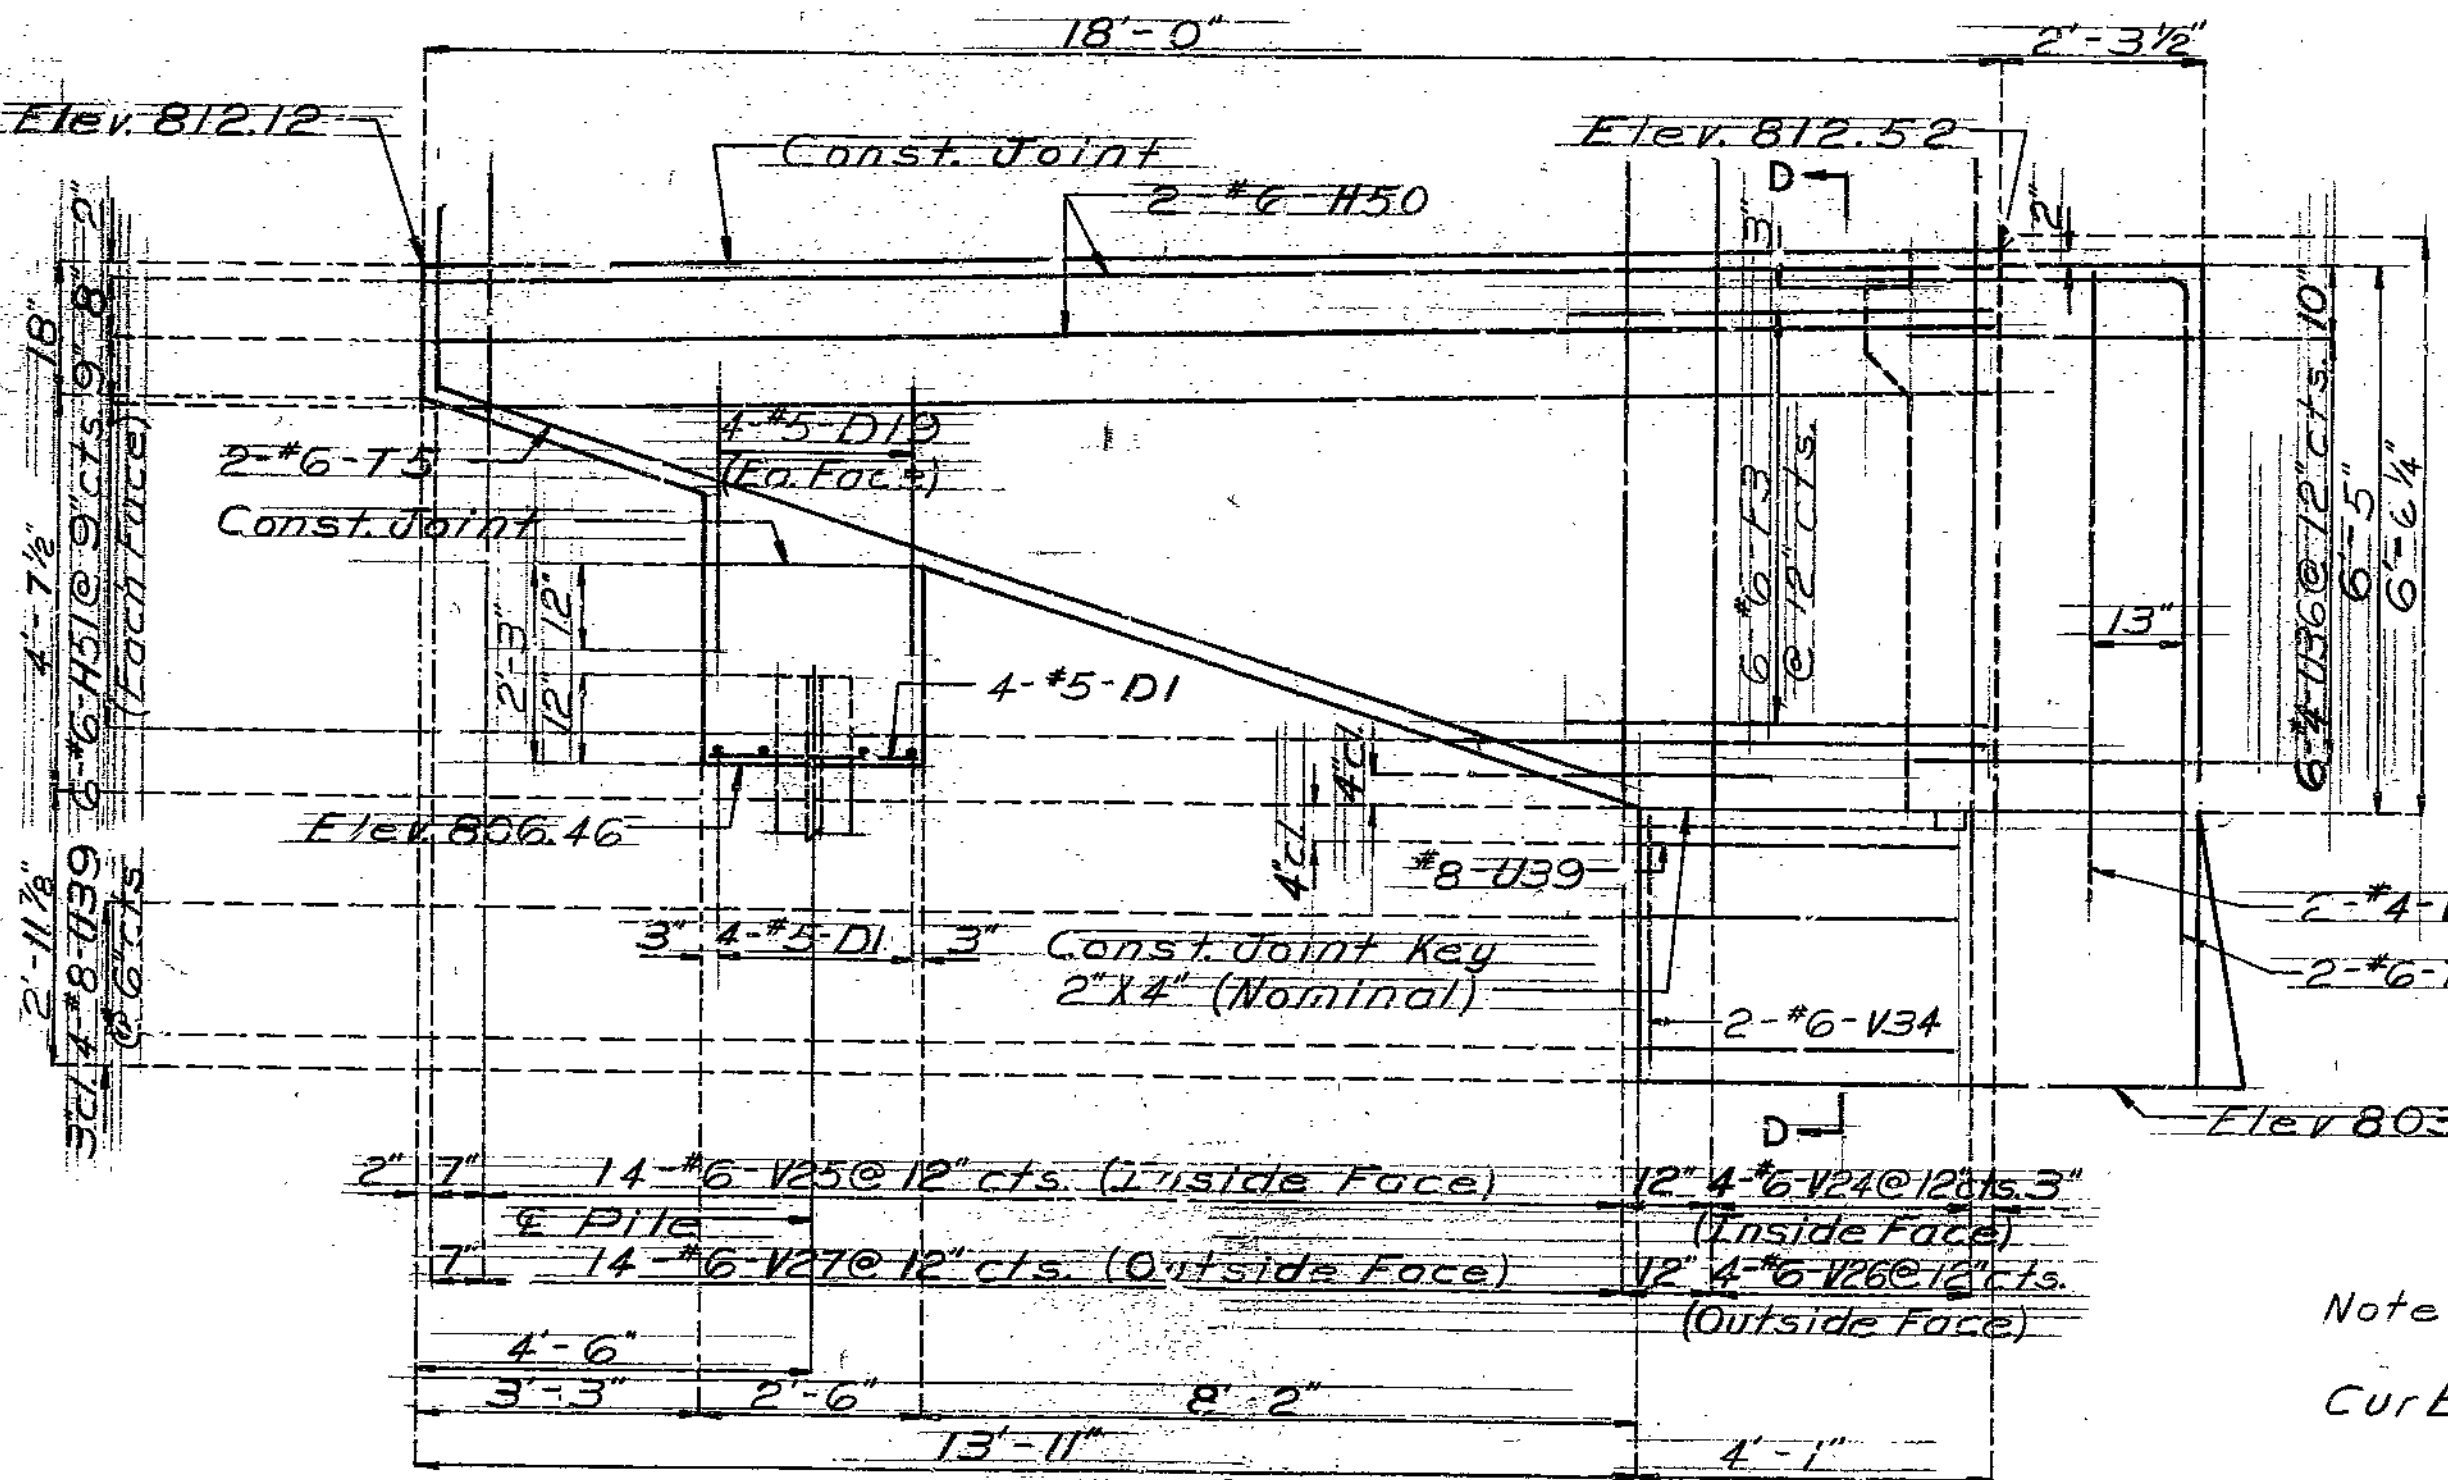 18'-0"
2'-3½"
Elev. 812.12
Const. Joint
Elev. 812.52
2-#6-H50
D
3"
2"
2"
8"
9"
6-#6-H51@9"cts
(Each Face)
18"
4'-7½"
2'-11⅞"
3"cl. 4-#8-U39
@ 6" cts
4-#5-D19
(Ea. Face)
2-#6-T5
Const. Joint
12"
2'-3"
12"
4-#5-D1
Elev. 806.46
6-#6-F3
@ 12" cts.
13"
10"
6-#4-U36@12"cts.
6'-5"
6'-6¼"
4"cl.
4"cl.
#8-U39
2-#4-
2-#6-
3" 4-#5-D1 3"
Const. Joint Key
2"X4" (Nominal)
2-#6-V34
D
Elev 803
2" 7" 14-#6-V25@12"cts. (Inside Face) 12" 4-#6-V24@12"cts. 3"
(Inside Face)
℄ Pile
7" 14-#6-V27@12"cts. (Outside Face) 12" 4-#6-V26@12"cts.
(Outside Face)
Note
4'-6"
3'-3" 2'-6" 8'-2"
Cur
13'-11" 4'-1"